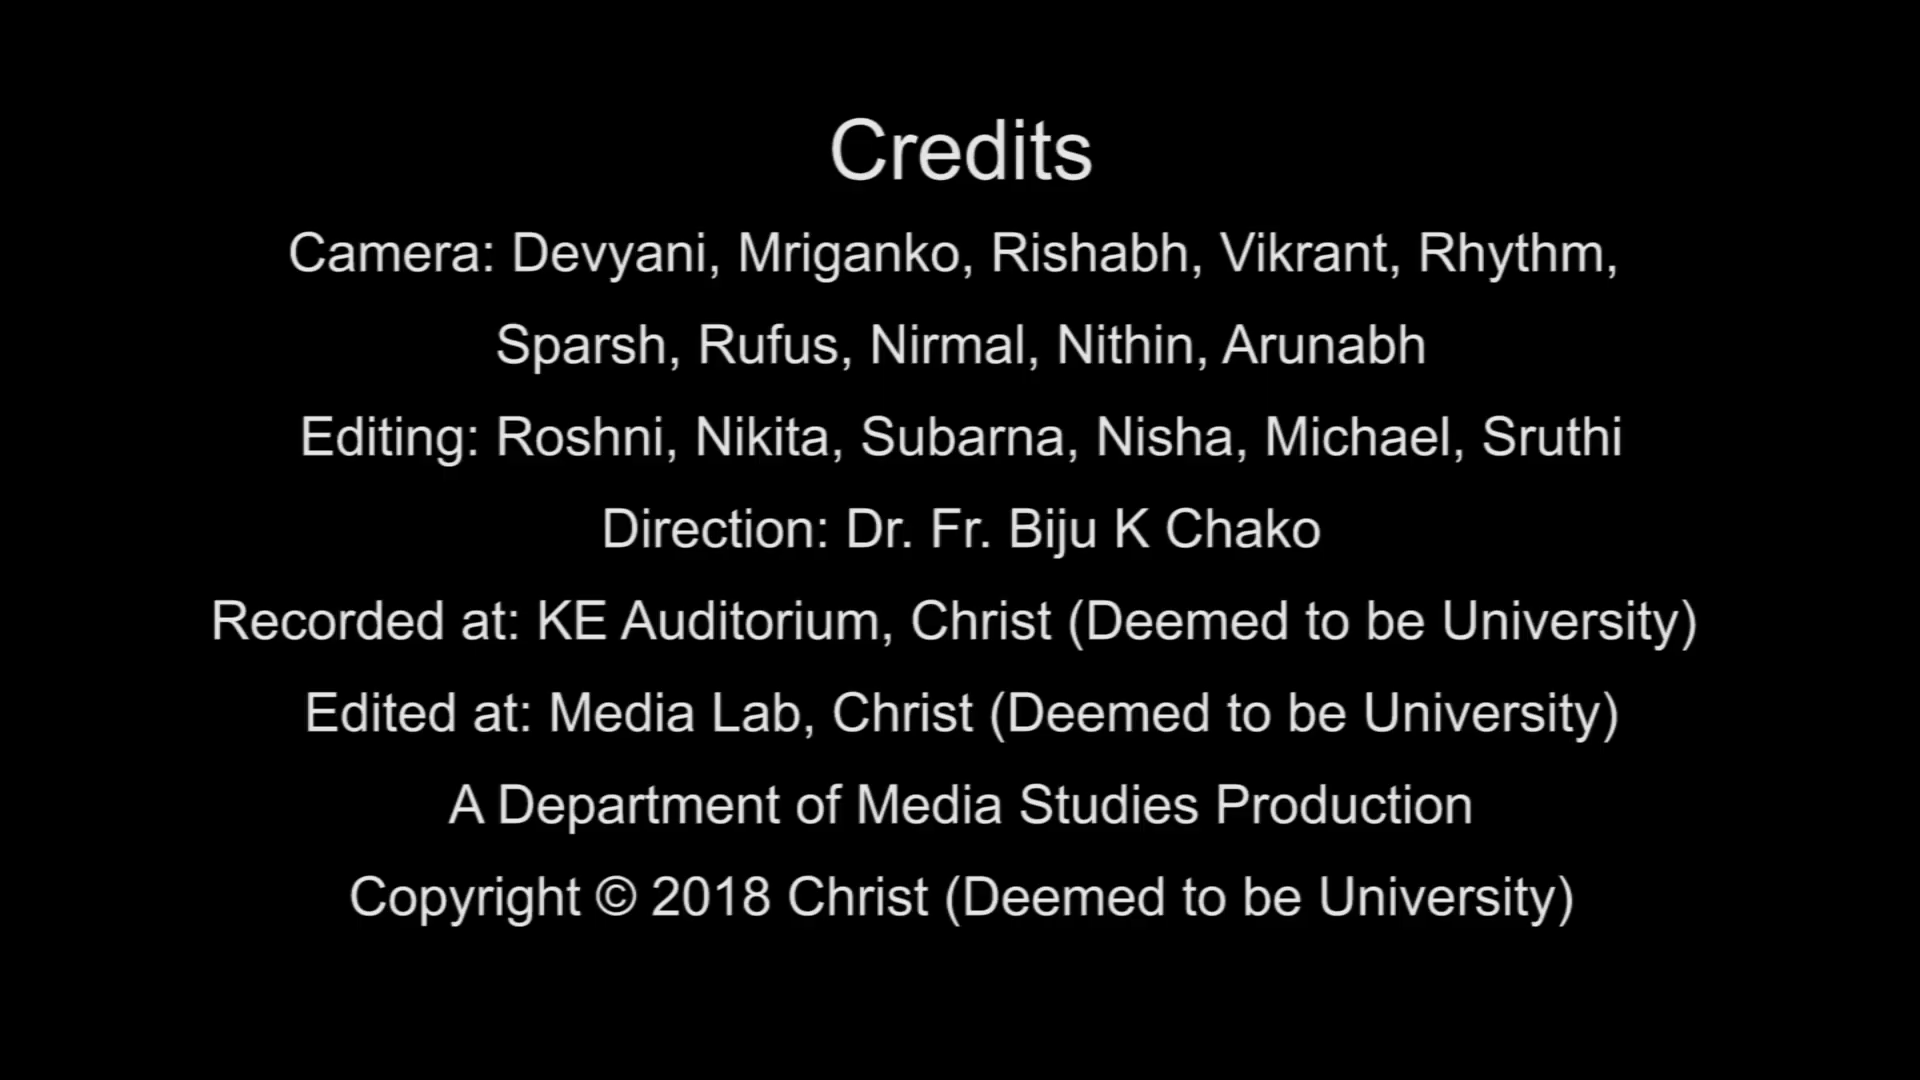 Credits
Camera: Devyani, Mriganko, Rishabh, Vikrant, Rhythm,
Sparsh, Rufus, Nirmal, Nithin, Arunabh
Editing: Roshni, Nikita, Subarna, Nisha, Michael, Sruthi
Direction: Dr. Fr. Biju K Chako
Recorded at: KE Auditorium, Christ (Deemed to be University)
Edited at: Media Lab, Christ (Deemed to be University)
A Department of Media Studies Production
Copyright © 2018 Christ (Deemed to be University)